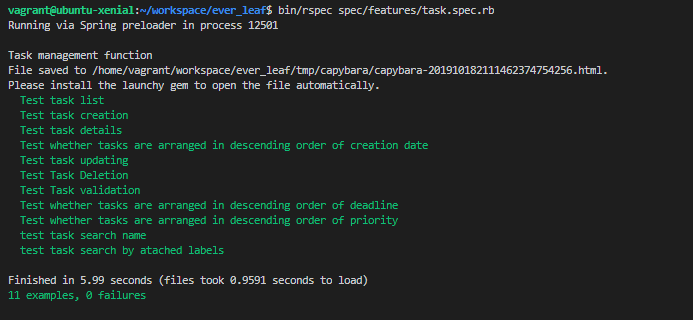 vagrant@ubuntu-xenial:~/workspace/ever_leaf$ bin/rspec spec/features/task.spec.rb
Running via Spring preloader in process 12501
Task management function
File saved to /home/vagrant/workspace/ever_leaf/tmp/capybara/capybara-201910182111462374754256.html.
Please install the launchy gem to open the file automatically.
Test task list
Test task creation
Test task details
Test whether tasks are arranged in descending order of creation date
Test task updating
Test Task Deletion
Test Task validation
Test whether tasks are arranged in descending order of deadline
Test whether tasks are arranged in descending order of priority
test task search name
test task search by atached labels
Finished in 5.99 seconds (files took 0.9591 seconds to load)
11 examples, 0 failures